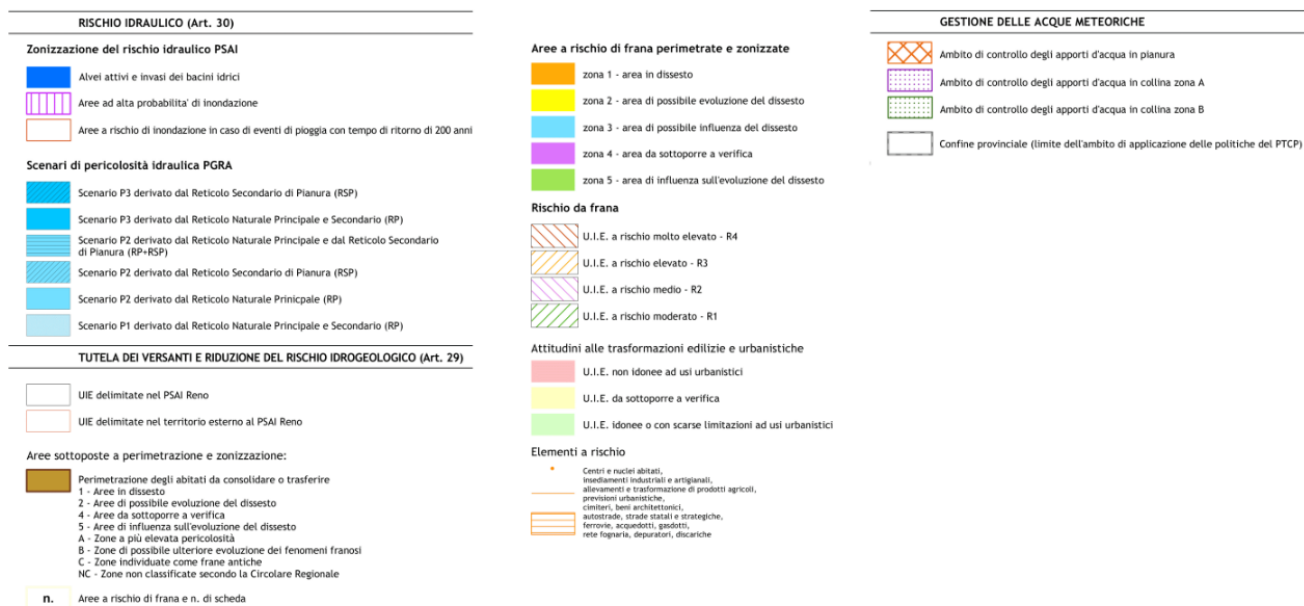 RISCHIO IDRAULICO (Art. 30)
Zonizzazione del rischio idraulico PSAI
Alvei attivi e invasi dei bacini idrici
Aree ad alta probabilita' di inondazione
Aree a rischio di inondazione in caso di eventi di pioggia con tempo di ritorno di 200 anni
Scenari di pericolosità idraulica PGRA
Scenario P3 derivato dal Reticolo Secondario di Pianura (RSP)
Scenario P3 derivato dal Reticolo Naturale Principale e Secondario (RP)
Scenario P2 derivato dal Reticolo Naturale Principale e dal Reticolo Secondario
di Pianura (RP+RSP)
Scenario P2 derivato dal Reticolo Secondario di Pianura (RSP)
Scenario P2 derivato dal Reticolo Naturale Prinicpale (RP)
Scenario P1 derivato dal Reticolo Naturale Principale e Secondario (RP)
TUTELA DEI VERSANTI E RIDUZIONE DEL RISCHIO IDROGEOLOGICO (Art. 29)
UIE delimitate nel PSAI Reno
UIE delimitate nel territorio esterno al PSAI Reno
Aree sottoposte a perimetrazione e zonizzazione:
Perimetrazione degli abitati da consolidare o trasferire
1 - Aree in dissesto
2 - Aree di possibile evoluzione del dissesto
4 - Aree da sottoporre a verifica
5 - Aree di influenza sull'evoluzione del dissesto
A - Zone a più elevata pericolosità
B - Zone di possibile ulteriore evoluzione dei fenomeni franosi
C - Zone individuate come frane antiche
NC - Zone non classificate secondo la Circolare Regionale
n. Aree a rischio di frana e n. di scheda
Aree a rischio di frana perimetrate e zonizzate
zona 1 - area in dissesto
zona 2 - area di possibile evoluzione del dissesto
zona 3 - area di possibile influenza del dissesto
zona 4 - area da sottoporre a verifica
zona 5 - area di influenza sull'evoluzione del dissesto
Rischio da frana
U.I.E. a rischio molto elevato - R4
U.I.E. a rischio elevato - R3
U.I.E. a rischio medio - R2
U.I.E. a rischio moderato - R1
Attitudini alle trasformazioni edilizie e urbanistiche
U.I.E. non idonee ad usi urbanistici
U.I.E. da sottoporre a verifica
U.I.E. idonee o con scarse limitazioni ad usi urbanistici
Elementi a rischio
Centri e nuclei abitati,
insediamenti industriali e artigianali,
allevamenti e trasformazione di prodotti agricoli,
previsioni urbanistiche,
cimiteri, beni architettonici,
autostrade, strade statali e strategiche,
ferrovie, acquedotti, gasdotti,
rete fognaria, depuratori, discariche
GESTIONE DELLE ACQUE METEORICHE
Ambito di controllo degli apporti d'acqua in pianura
Ambito di controllo degli apporti d'acqua in collina zona A
Ambito di controllo degli apporti d'acqua in collina zona B
Confine provinciale (limite dell'ambito di applicazione delle politiche del PTCP)